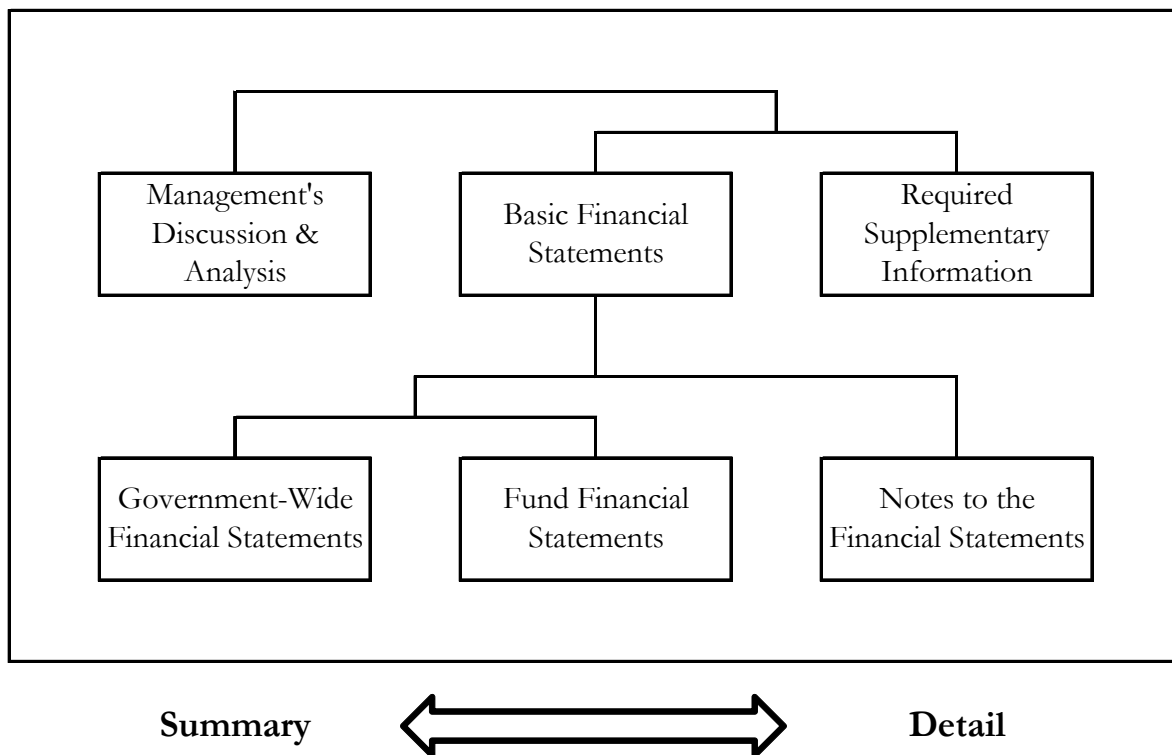 Management's
Discussion &
Analysis
Basic Financial
Statements
Required
Supplementary
Information
Government-Wide
Financial Statements
Fund Financial
Statements
Notes to the
Financial Statements
Summary
Detail